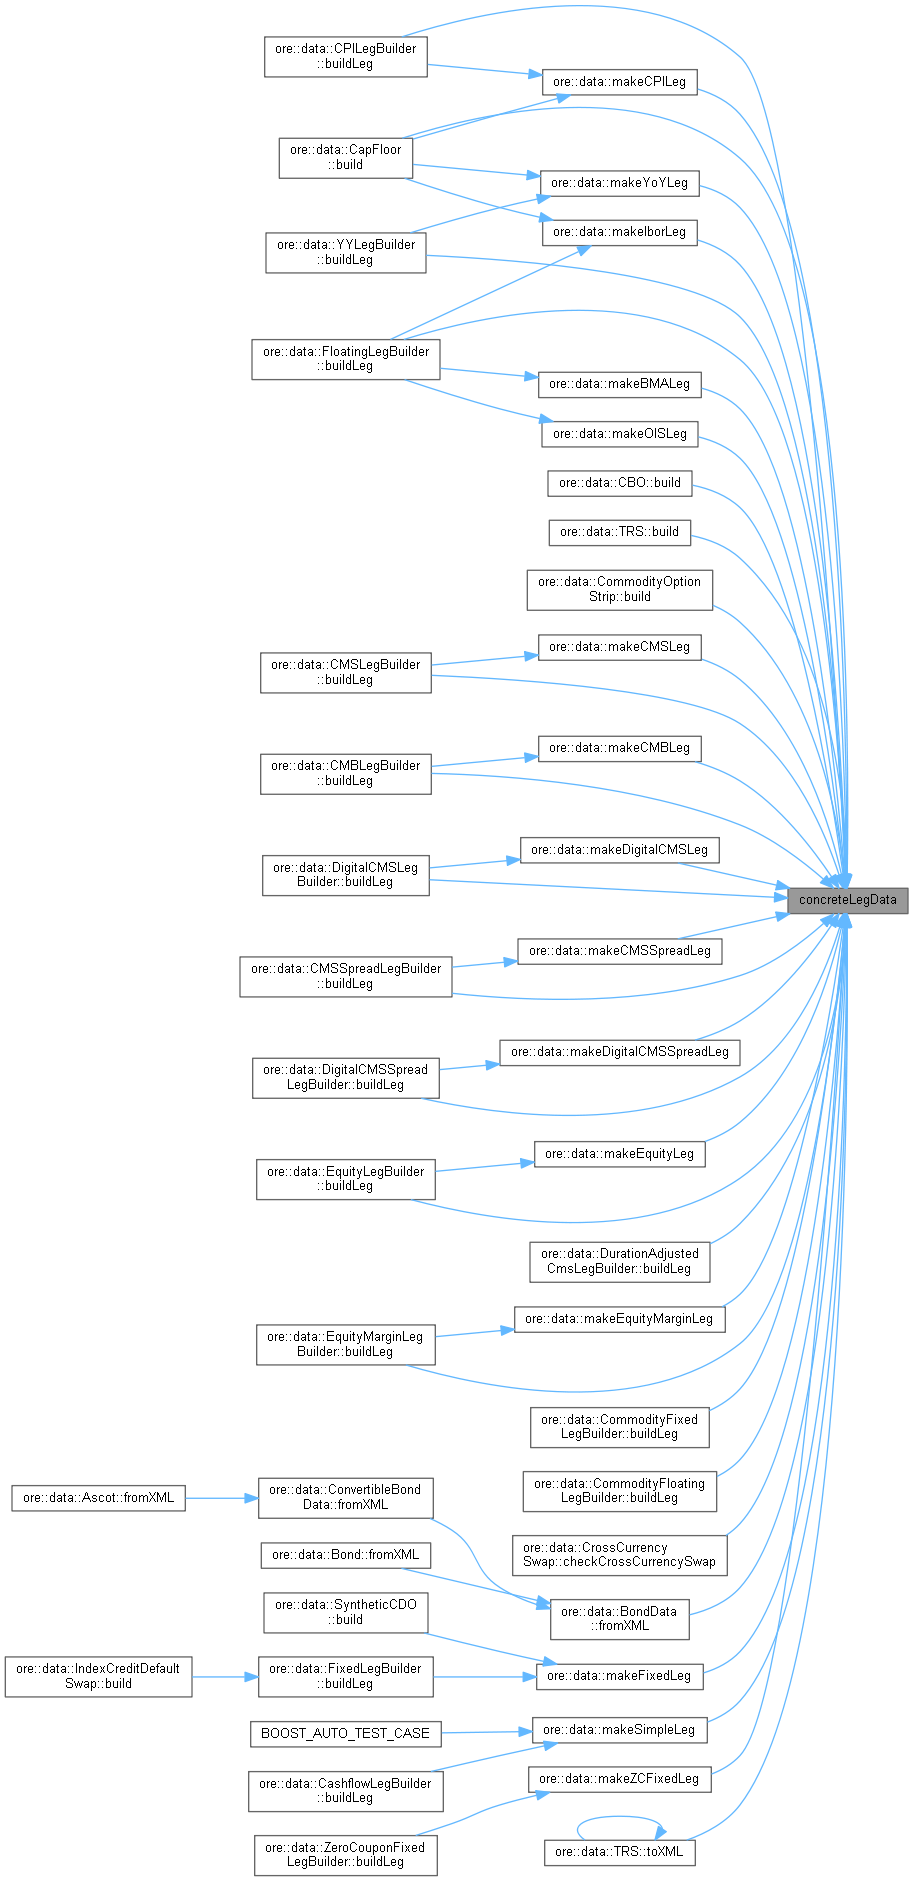 ore::data::CPILegBuilder
::buildLeg
ore::data::makeCPILeg
ore::data::CapFloor
::build
ore::data::makeYoYLeg
ore::data::makeIborLeg
ore::data::YYLegBuilder
::buildLeg
ore::data::FloatingLegBuilder
::buildLeg
ore::data::makeBMALeg
ore::data::makeOISLeg
ore::data::CBO::build
ore::data::TRS::build
ore::data::CommodityOption
Strip::build
ore::data::makeCMSLeg
ore::data::CMSLegBuilder
::buildLeg
ore::data::makeCMBLeg
ore::data::CMBLegBuilder
::buildLeg
ore::data::makeDigitalCMSLeg
ore::data::DigitalCMSLeg
Builder::buildLeg
concreteLegData
ore::data::makeCMSSpreadLeg
ore::data::CMSSpreadLegBuilder
::buildLeg
ore::data::makeDigitalCMSSpreadLeg
ore::data::DigitalCMSSpread
LegBuilder::buildLeg
ore::data::makeEquityLeg
ore::data::EquityLegBuilder
::buildLeg
ore::data::DurationAdjusted
CmsLegBuilder::buildLeg
ore::data::makeEquityMarginLeg
ore::data::EquityMarginLeg
Builder::buildLeg
ore::data::CommodityFixed
LegBuilder::buildLeg
ore::data::CommodityFloating
LegBuilder::buildLeg
ore::data::Ascot::fromXML
ore::data::ConvertibleBond
Data::fromXML
ore::data::CrossCurrency
Swap::checkCrossCurrencySwap
ore::data::Bond::fromXML
ore::data::BondData
::fromXML
ore::data::SyntheticCDO
::build
ore::data::IndexCreditDefault
Swap::build
ore::data::FixedLegBuilder
::buildLeg
ore::data::makeFixedLeg
BOOST_AUTO_TEST_CASE
ore::data::makeSimpleLeg
ore::data::CashflowLegBuilder
::buildLeg
ore::data::makeZCFixedLeg
ore::data::ZeroCouponFixed
LegBuilder::buildLeg
ore::data::TRS::toXML